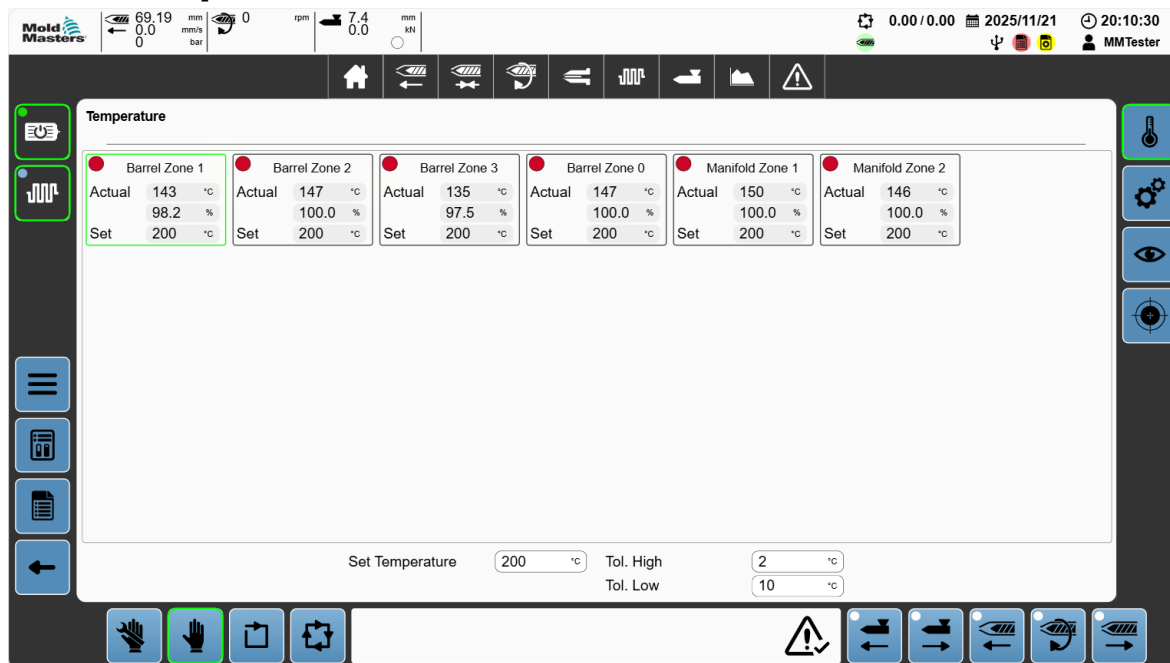 Mold
Masters
69.19 mm
0.0 mm/s
0 bar
0 rpm
7.4 mm
0.0 kN
0.00 / 0.00
2025/11/21
20:10:30
MMTester
Temperature
Barrel Zone 1
Actual 143 °C
98.2 %
Set 200 °C
Barrel Zone 2
Actual 147 °C
100.0 %
Set 200 °C
Barrel Zone 3
Actual 135 °C
97.5 %
Set 200 °C
Barrel Zone 0
Actual 147 °C
100.0 %
Set 200 °C
Manifold Zone 1
Actual 150 °C
100.0 %
Set 200 °C
Manifold Zone 2
Actual 146 °C
100.0 %
Set 200 °C
Set Temperature 200 °C
Tol. High 2 °C
Tol. Low 10 °C